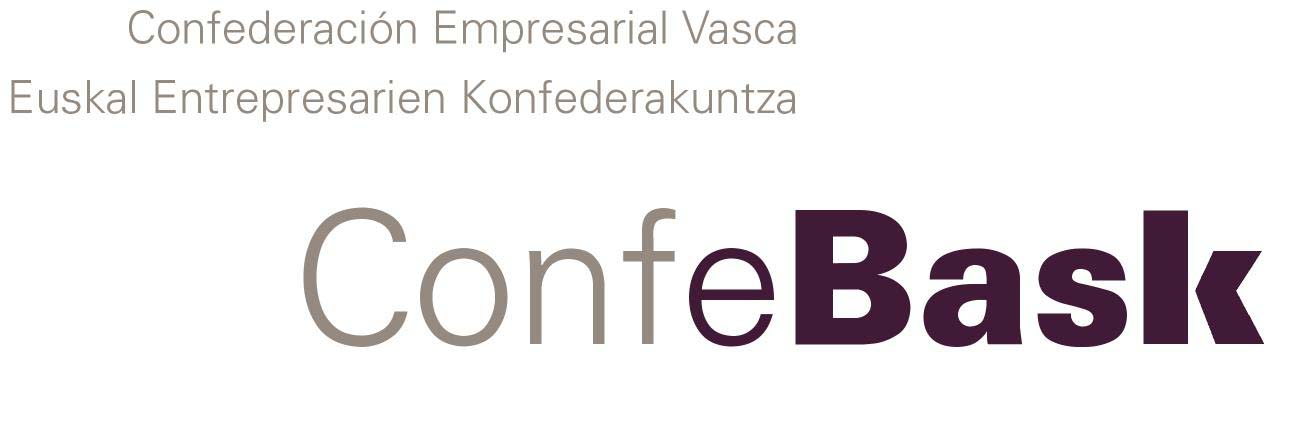 Confederación Empresarial Vasca
Euskal Entrepresarien Konfederakuntza
ConfeBask